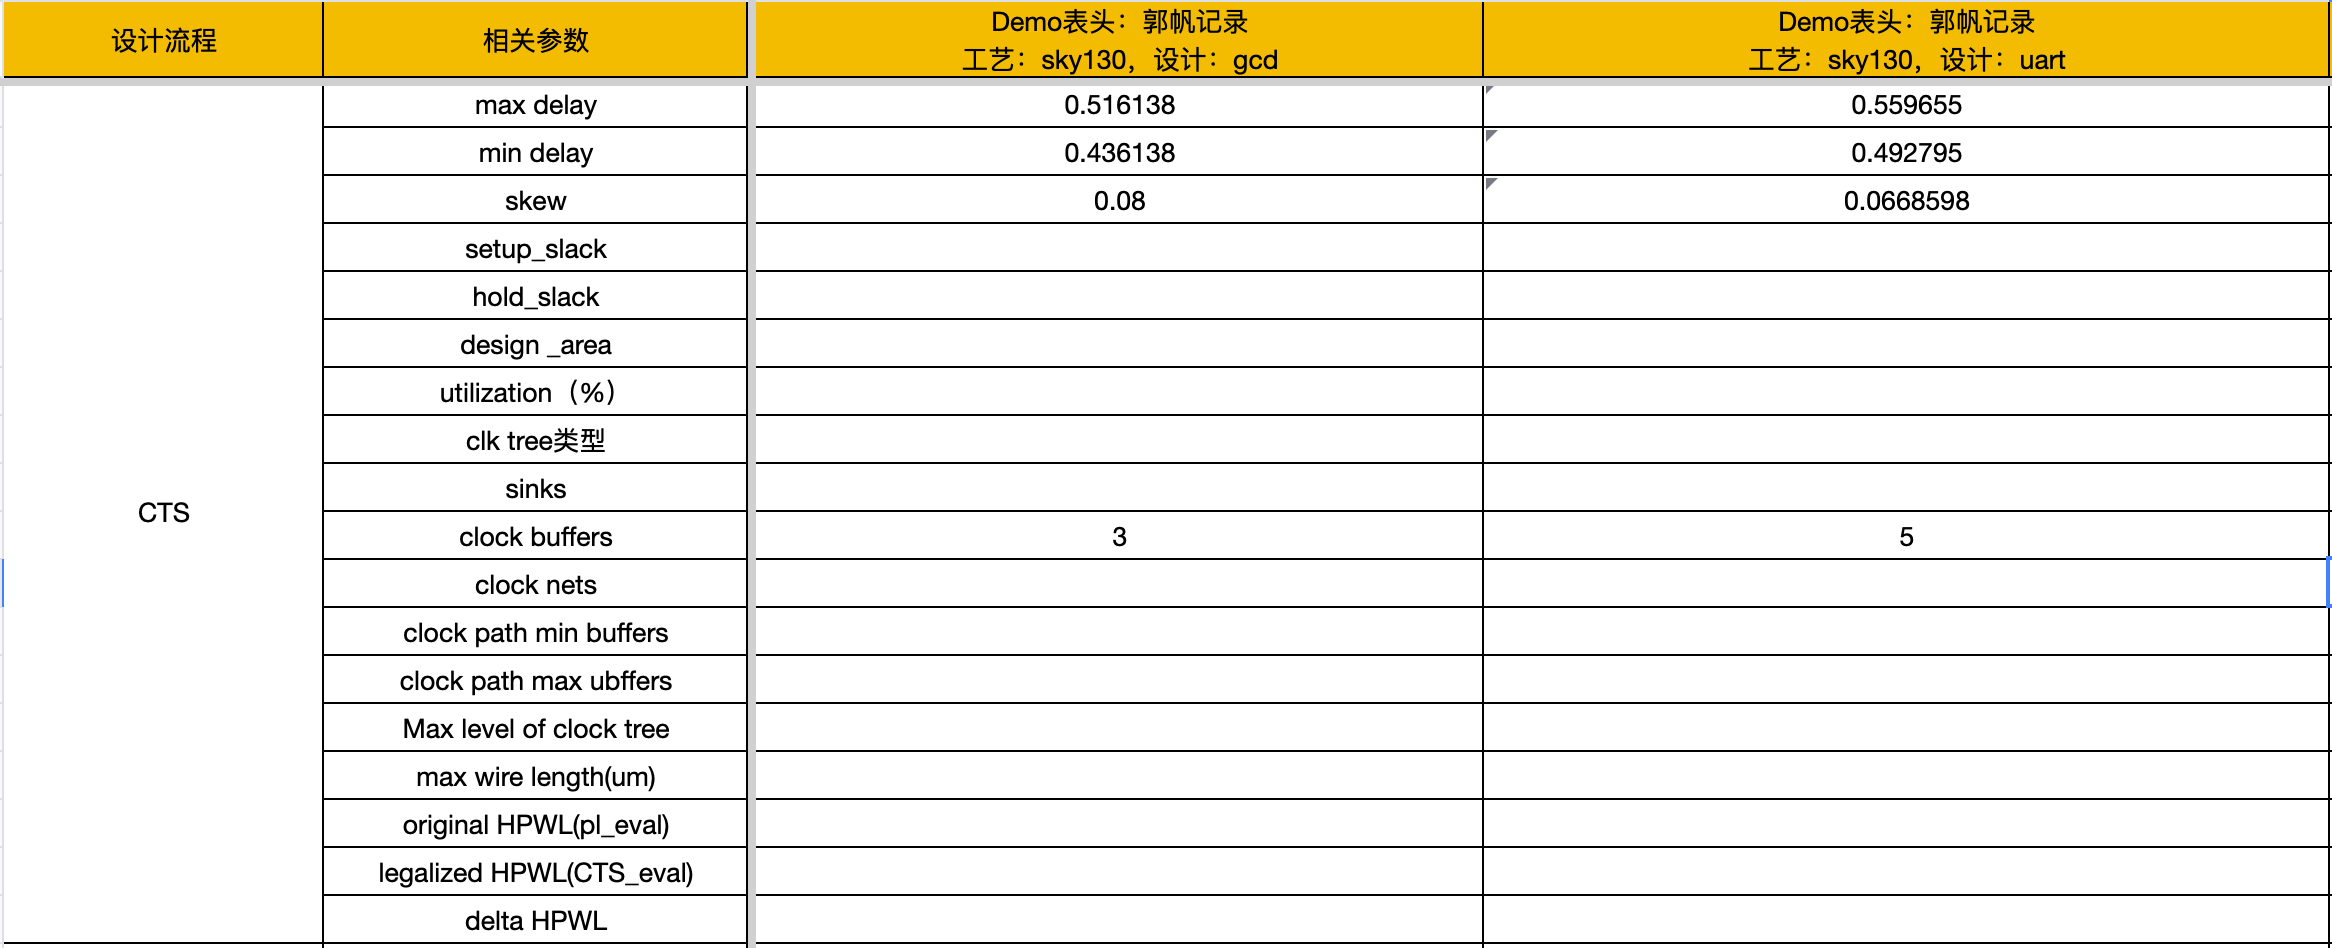 设计流程
相关参数
Demo表头：郭帆记录
工艺：sky130，设计：gcd
Demo表头：郭帆记录
工艺：sky130，设计：uart
CTS
max delay
0.516138
0.559655
min delay
0.436138
0.492795
skew
0.08
0.0668598
setup_slack
hold_slack
design _area
utilization（%）
clk tree类型
sinks
clock buffers
3
5
clock nets
clock path min buffers
clock path max ubffers
Max level of clock tree
max wire length(um)
original HPWL(pl_eval)
legalized HPWL(CTS_eval)
delta HPWL